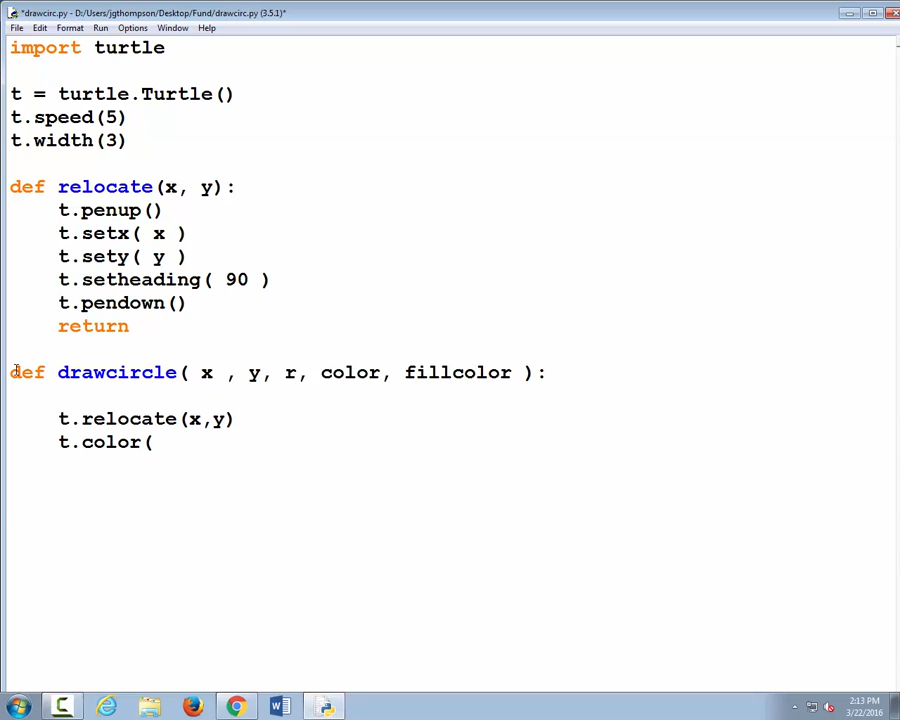 *drawcirc.py - D:/Users/jgthompson/Desktop/Fund/drawcirc.py (3.5.1)*
File Edit Format Run Options Window Help
import turtle
t = turtle.Turtle()
t.speed(5)
t.width(3)
def relocate(x, y):
t.penup()
t.setx( x )
t.sety( y )
t.setheading( 90 )
t.pendown()
return
def drawcircle( x , y, r, color, fillcolor ):
t.relocate(x,y)
t.color(
2:13 PM
3/22/2016